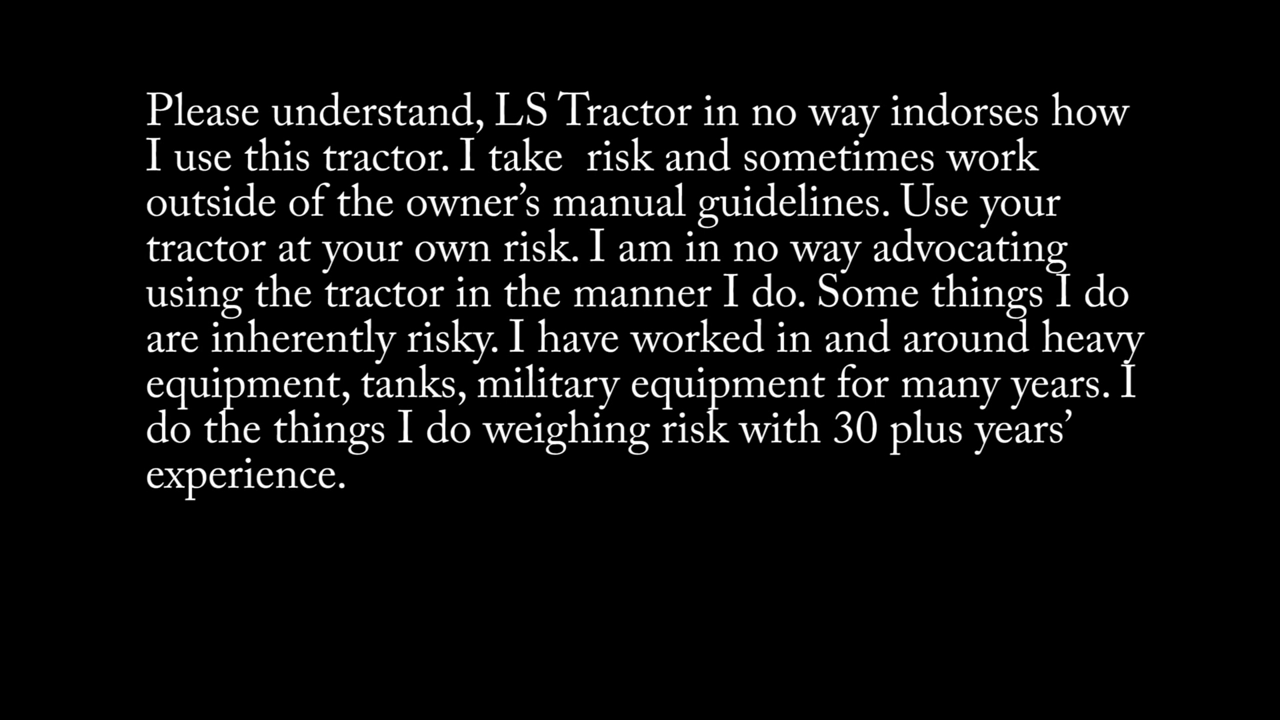 Please understand, LS Tractor in no way indorses how
I use this tractor. I take  risk and sometimes work
outside of the owner’s manual guidelines. Use your
tractor at your own risk. I am in no way advocating
using the tractor in the manner I do. Some things I do
are inherently risky. I have worked in and around heavy
equipment, tanks, military equipment for many years. I
do the things I do weighing risk with 30 plus years’
experience.